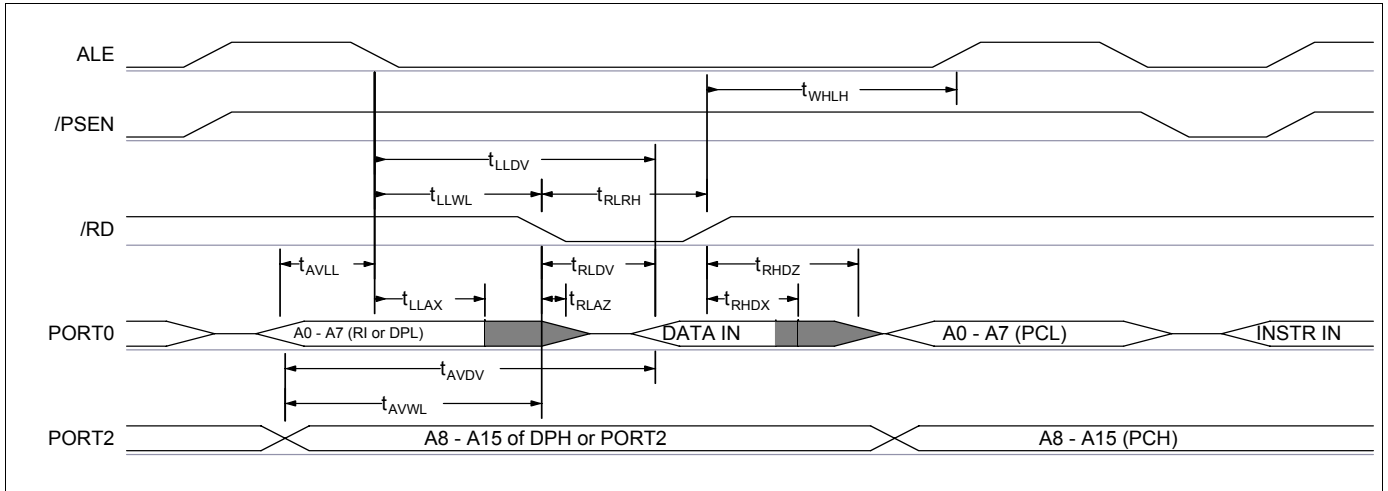 ALE
tWHLH
/PSEN
tLLDV
tLLWL tRLRH
/RD
tAVLL tRLDV tRHDZ
tLLAX tRLAZ tRHDX
PORT0 A0 - A7 (RI or DPL) DATA IN A0 - A7 (PCL) INSTR IN
tAVDV
tAVWL
PORT2 A8 - A15 of DPH or PORT2 A8 - A15 (PCH)